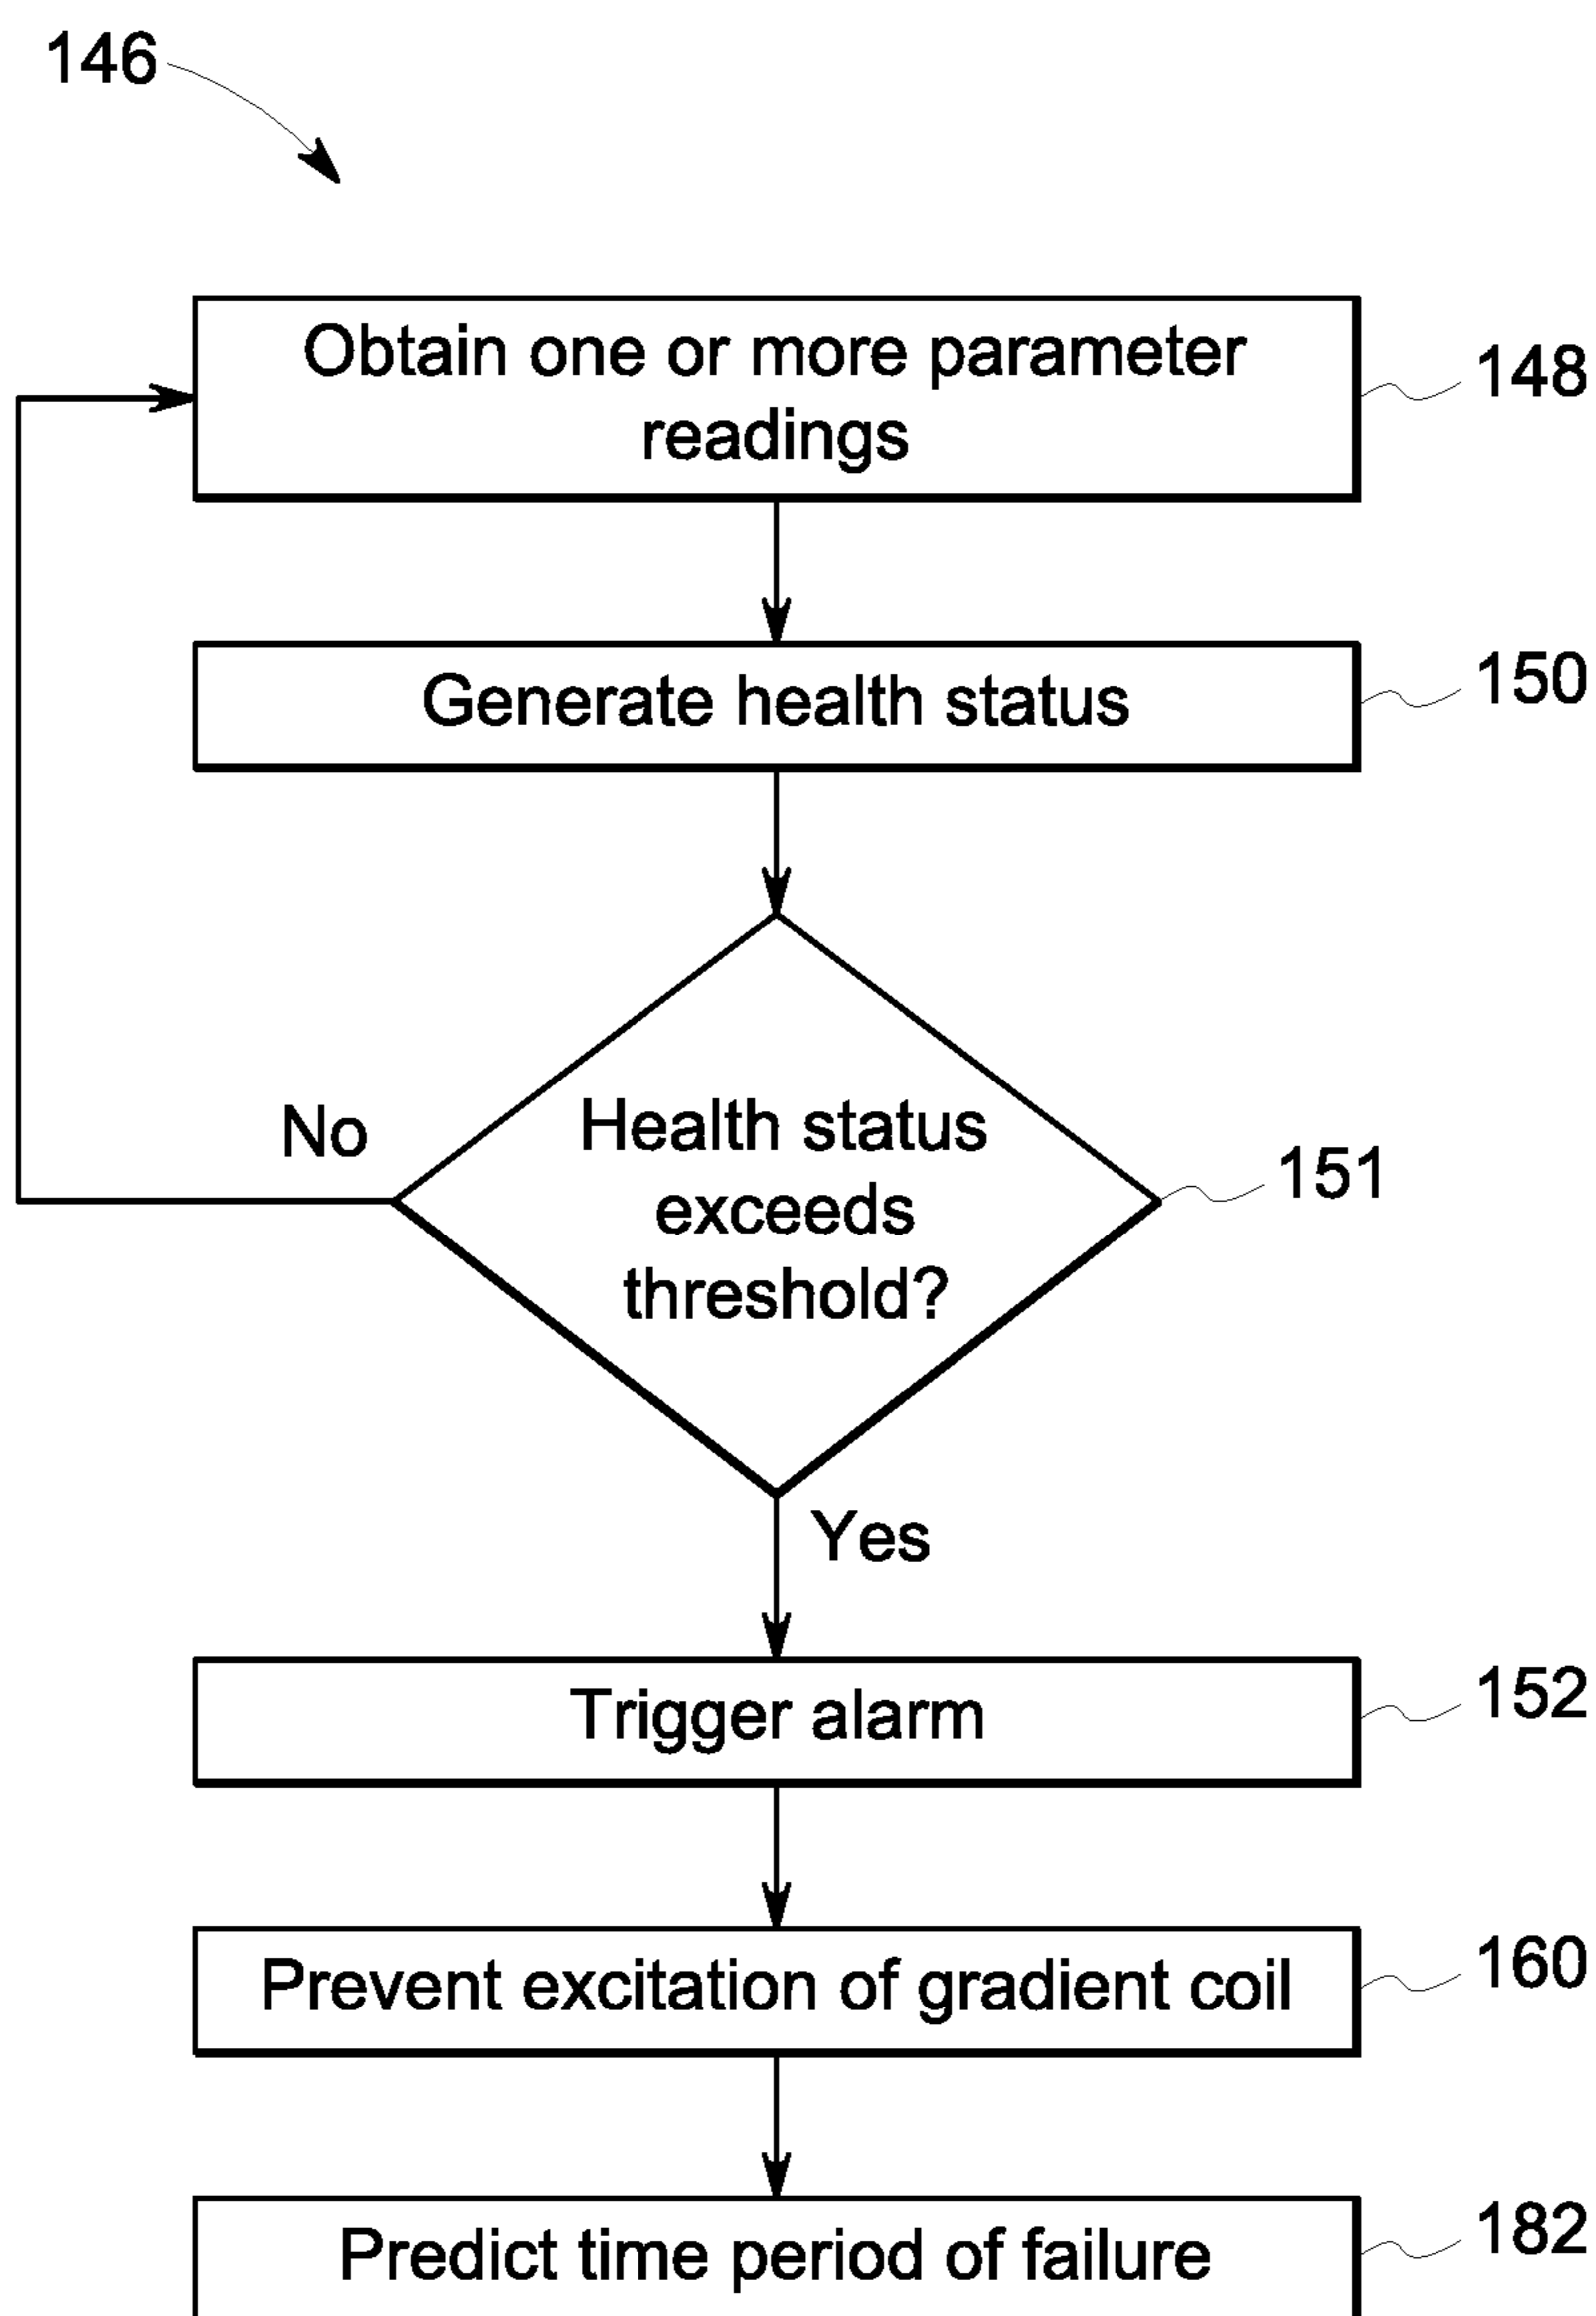 146
Obtain one or more parameter
readings
148
Generate health status
150
Health status
exceeds
threshold?
No
151
Yes
Trigger alarm
152
Prevent excitation of gradient coil
160
Predict time period of failure
182